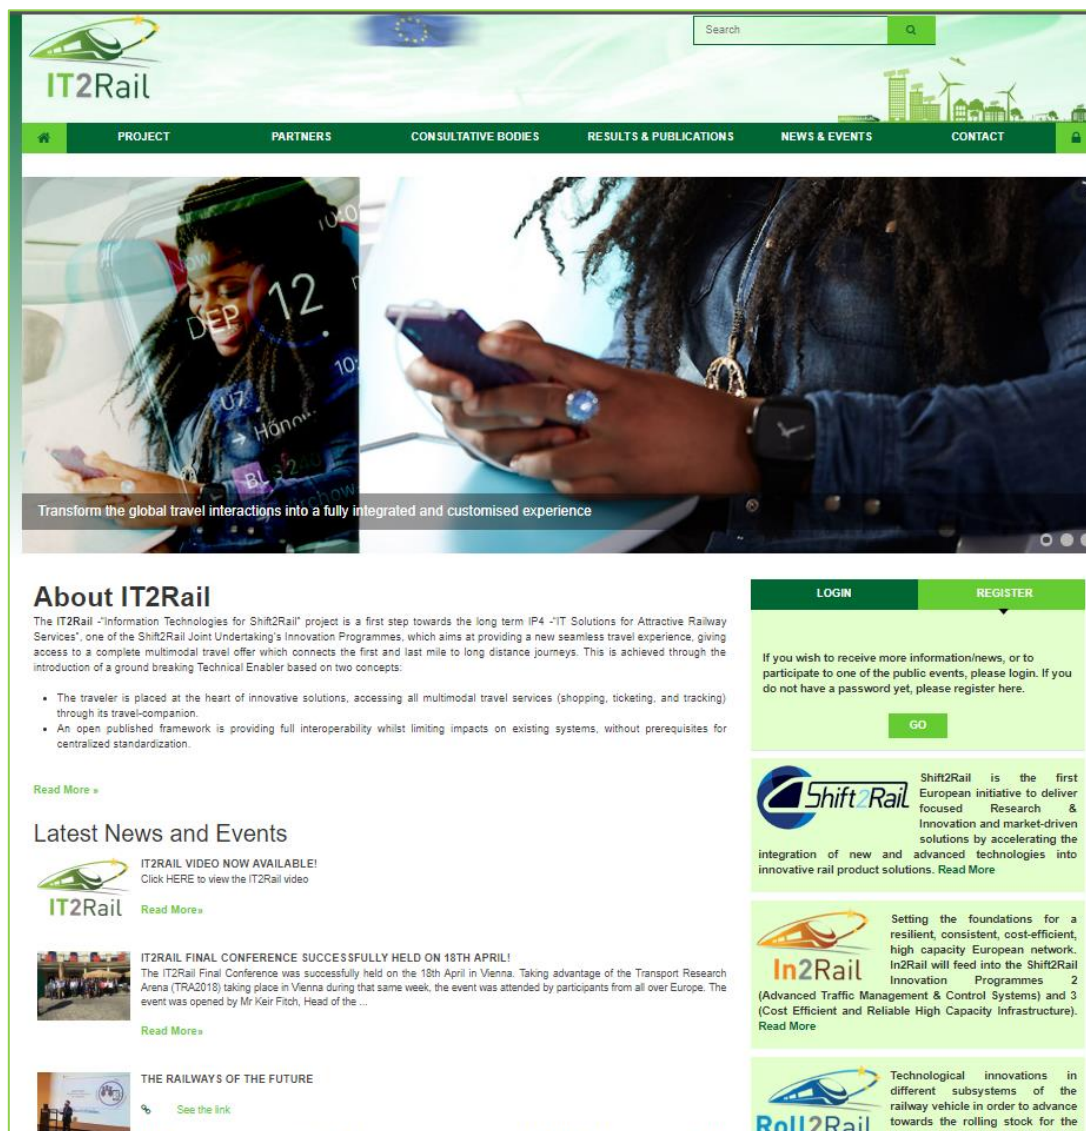 IT2Rail
Search
PROJECT
PARTNERS
CONSULTATIVE BODIES
RESULTS & PUBLICATIONS
NEWS & EVENTS
CONTACT
Now
10:0
DEP 12
10:
U7
→ Hönow
BLS 240
Transform the global travel interactions into a fully integrated and customised experience
About IT2Rail
The IT2Rail -"Information Technologies for Shift2Rail" project is a first step towards the long term IP4 -"IT Solutions for Attractive Railway
Services", one of the Shift2Rail Joint Undertaking's Innovation Programmes, which aims at providing a new seamless travel experience, giving
access to a complete multimodal travel offer which connects the first and last mile to long distance journeys. This is achieved through the
introduction of a ground breaking Technical Enabler based on two concepts:
• The traveler is placed at the heart of innovative solutions, accessing all multimodal travel services (shopping, ticketing, and tracking)
through its travel-companion.
• An open published framework is providing full interoperability whilst limiting impacts on existing systems, without prerequisites for
centralized standardization.
Read More »
Latest News and Events
IT2Rail
IT2RAIL VIDEO NOW AVAILABLE!
Click HERE to view the IT2Rail video
Read More»
IT2RAIL FINAL CONFERENCE SUCCESSFULLY HELD ON 18TH APRIL!
The IT2Rail Final Conference was successfully held on the 18th April in Vienna. Taking advantage of the Transport Research
Arena (TRA2018) taking place in Vienna during that same week, the event was attended by participants from all over Europe. The
event was opened by Mr Keir Fitch, Head of the ...
Read More»
THE RAILWAYS OF THE FUTURE
See the link
LOGIN
REGISTER
If you wish to receive more information/news, or to
participate to one of the public events, please login. If you
do not have a password yet, please register here.
GO
Shift2Rail
Shift2Rail is the first
European initiative to deliver
focused Research &
Innovation and market-driven
solutions by accelerating the
integration of new and advanced technologies into
innovative rail product solutions. Read More
In2Rail
Setting the foundations for a
resilient, consistent, cost-efficient,
high capacity European network.
In2Rail will feed into the Shift2Rail
Innovation Programmes 2
(Advanced Traffic Management & Control Systems) and 3
(Cost Efficient and Reliable High Capacity Infrastructure).
Read More
Roll2Rail
Technological innovations in
different subsystems of the
railway vehicle in order to advance
towards the rolling stock for the